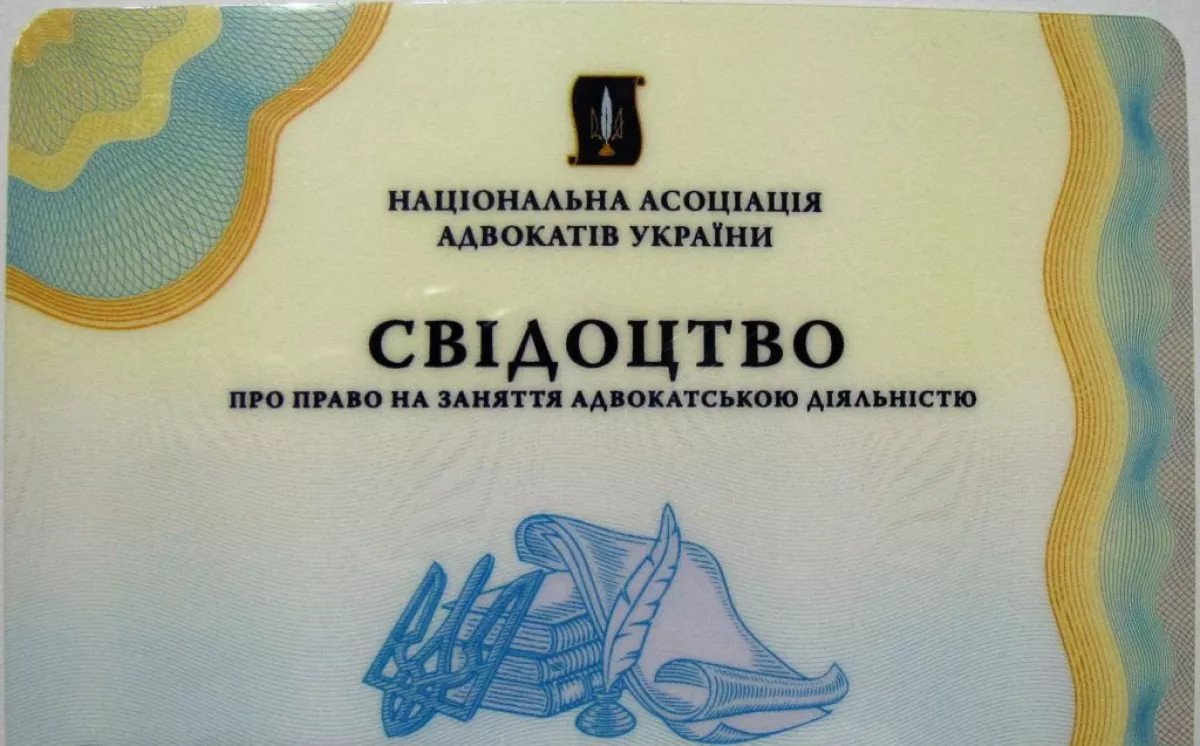 НАЦІОНАЛЬНА АСОЦІАЦІЯ
АДВОКАТІВ УКРАЇНИ
СВІДОЦТВО
ПРО ПРАВО НА ЗАНЯТТЯ АДВОКАТСЬКОЮ ДІЯЛЬНІСТЮ